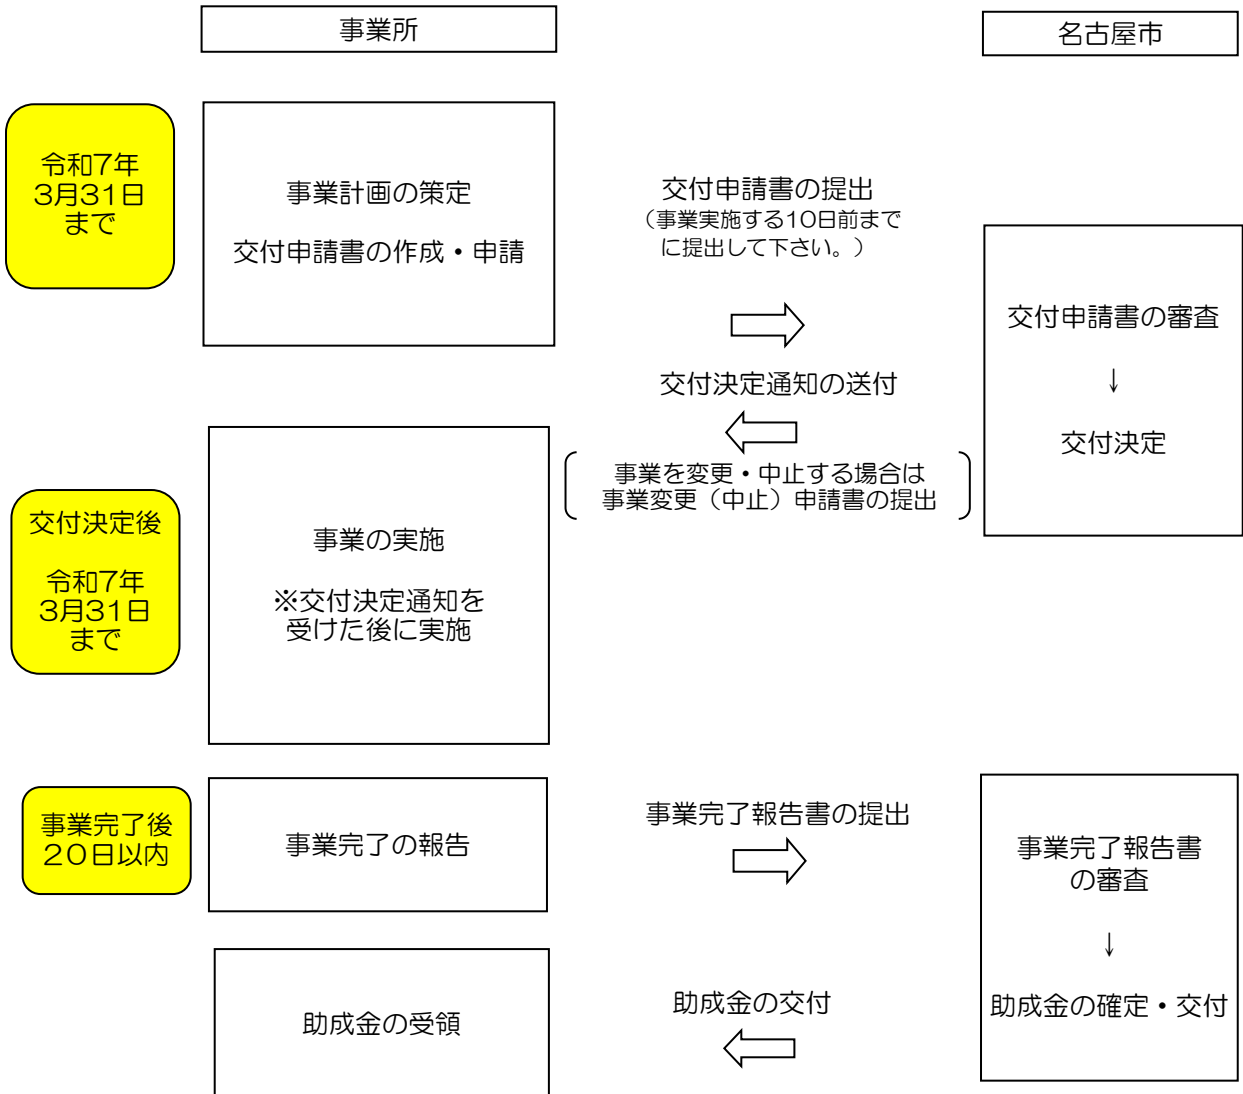 事業所
名古屋市
令和7年
3月31日
まで
事業計画の策定
交付申請書の作成・申請
交付申請書の提出
（事業実施する10日前まで
に提出して下さい。）
交付申請書の審査
↓
交付決定
交付決定通知の送付
事業を変更・中止する場合は
事業変更（中止）申請書の提出
交付決定後
令和7年
3月31日
まで
事業の実施
※交付決定通知を
受けた後に実施
事業完了後
20日以内
事業完了の報告
事業完了報告書の提出
事業完了報告書
の審査
↓
助成金の確定・交付
助成金の交付
助成金の受領